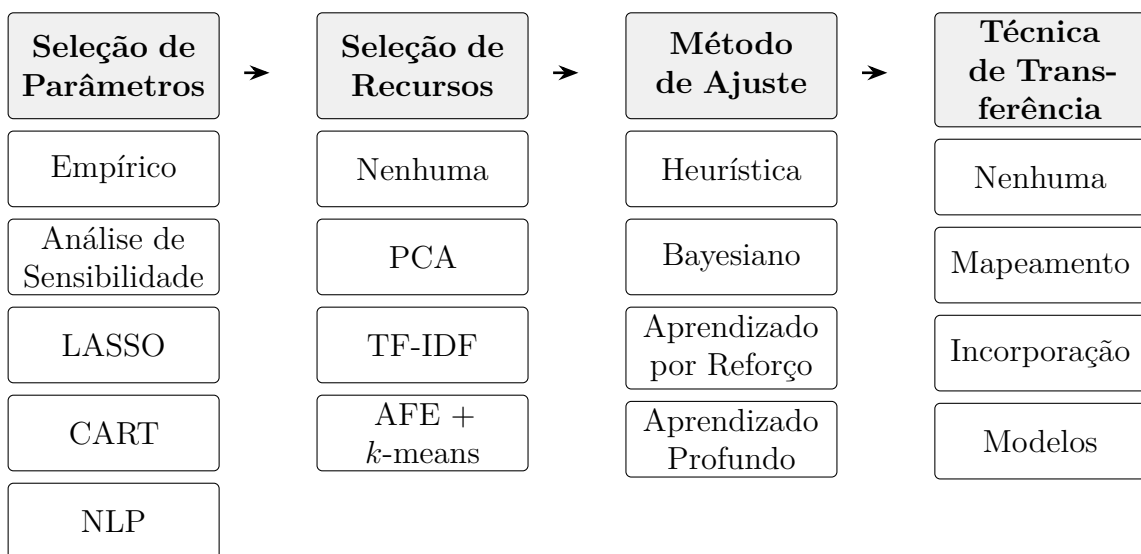 Seleção de
Parâmetros
Empírico
Análise de
Sensibilidade
LASSO
CART
NLP
Seleção de
Recursos
Nenhuma
PCA
TF-IDF
AFE +
k-means
Método
de Ajuste
Heurística
Bayesiano
Aprendizado
por Reforço
Aprendizado
Profundo
Técnica
de Trans-
ferência
Nenhuma
Mapeamento
Incorporação
Modelos